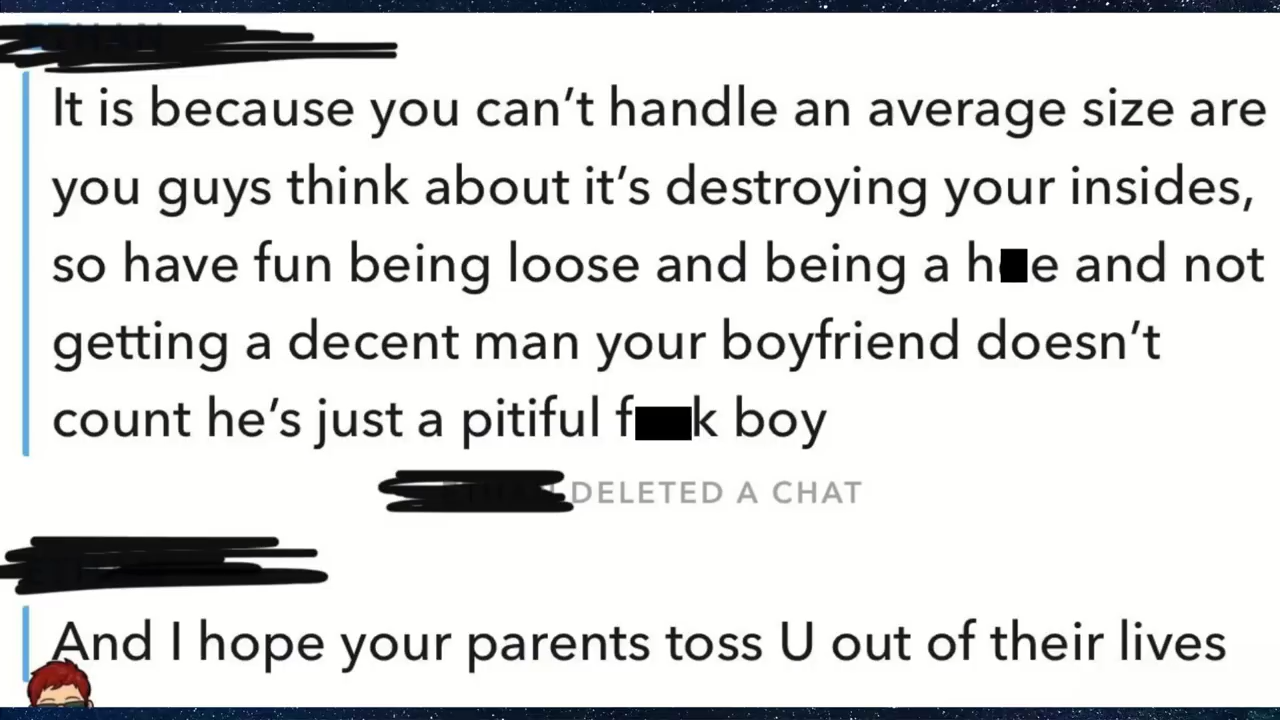 It is because you can’t handle an average size are
you guys think about it’s destroying your insides,
so have fun being loose and being a h e and not
getting a decent man your boyfriend doesn’t
count he’s just a pitiful f k boy
DELETED A CHAT
And I hope your parents toss U out of their lives